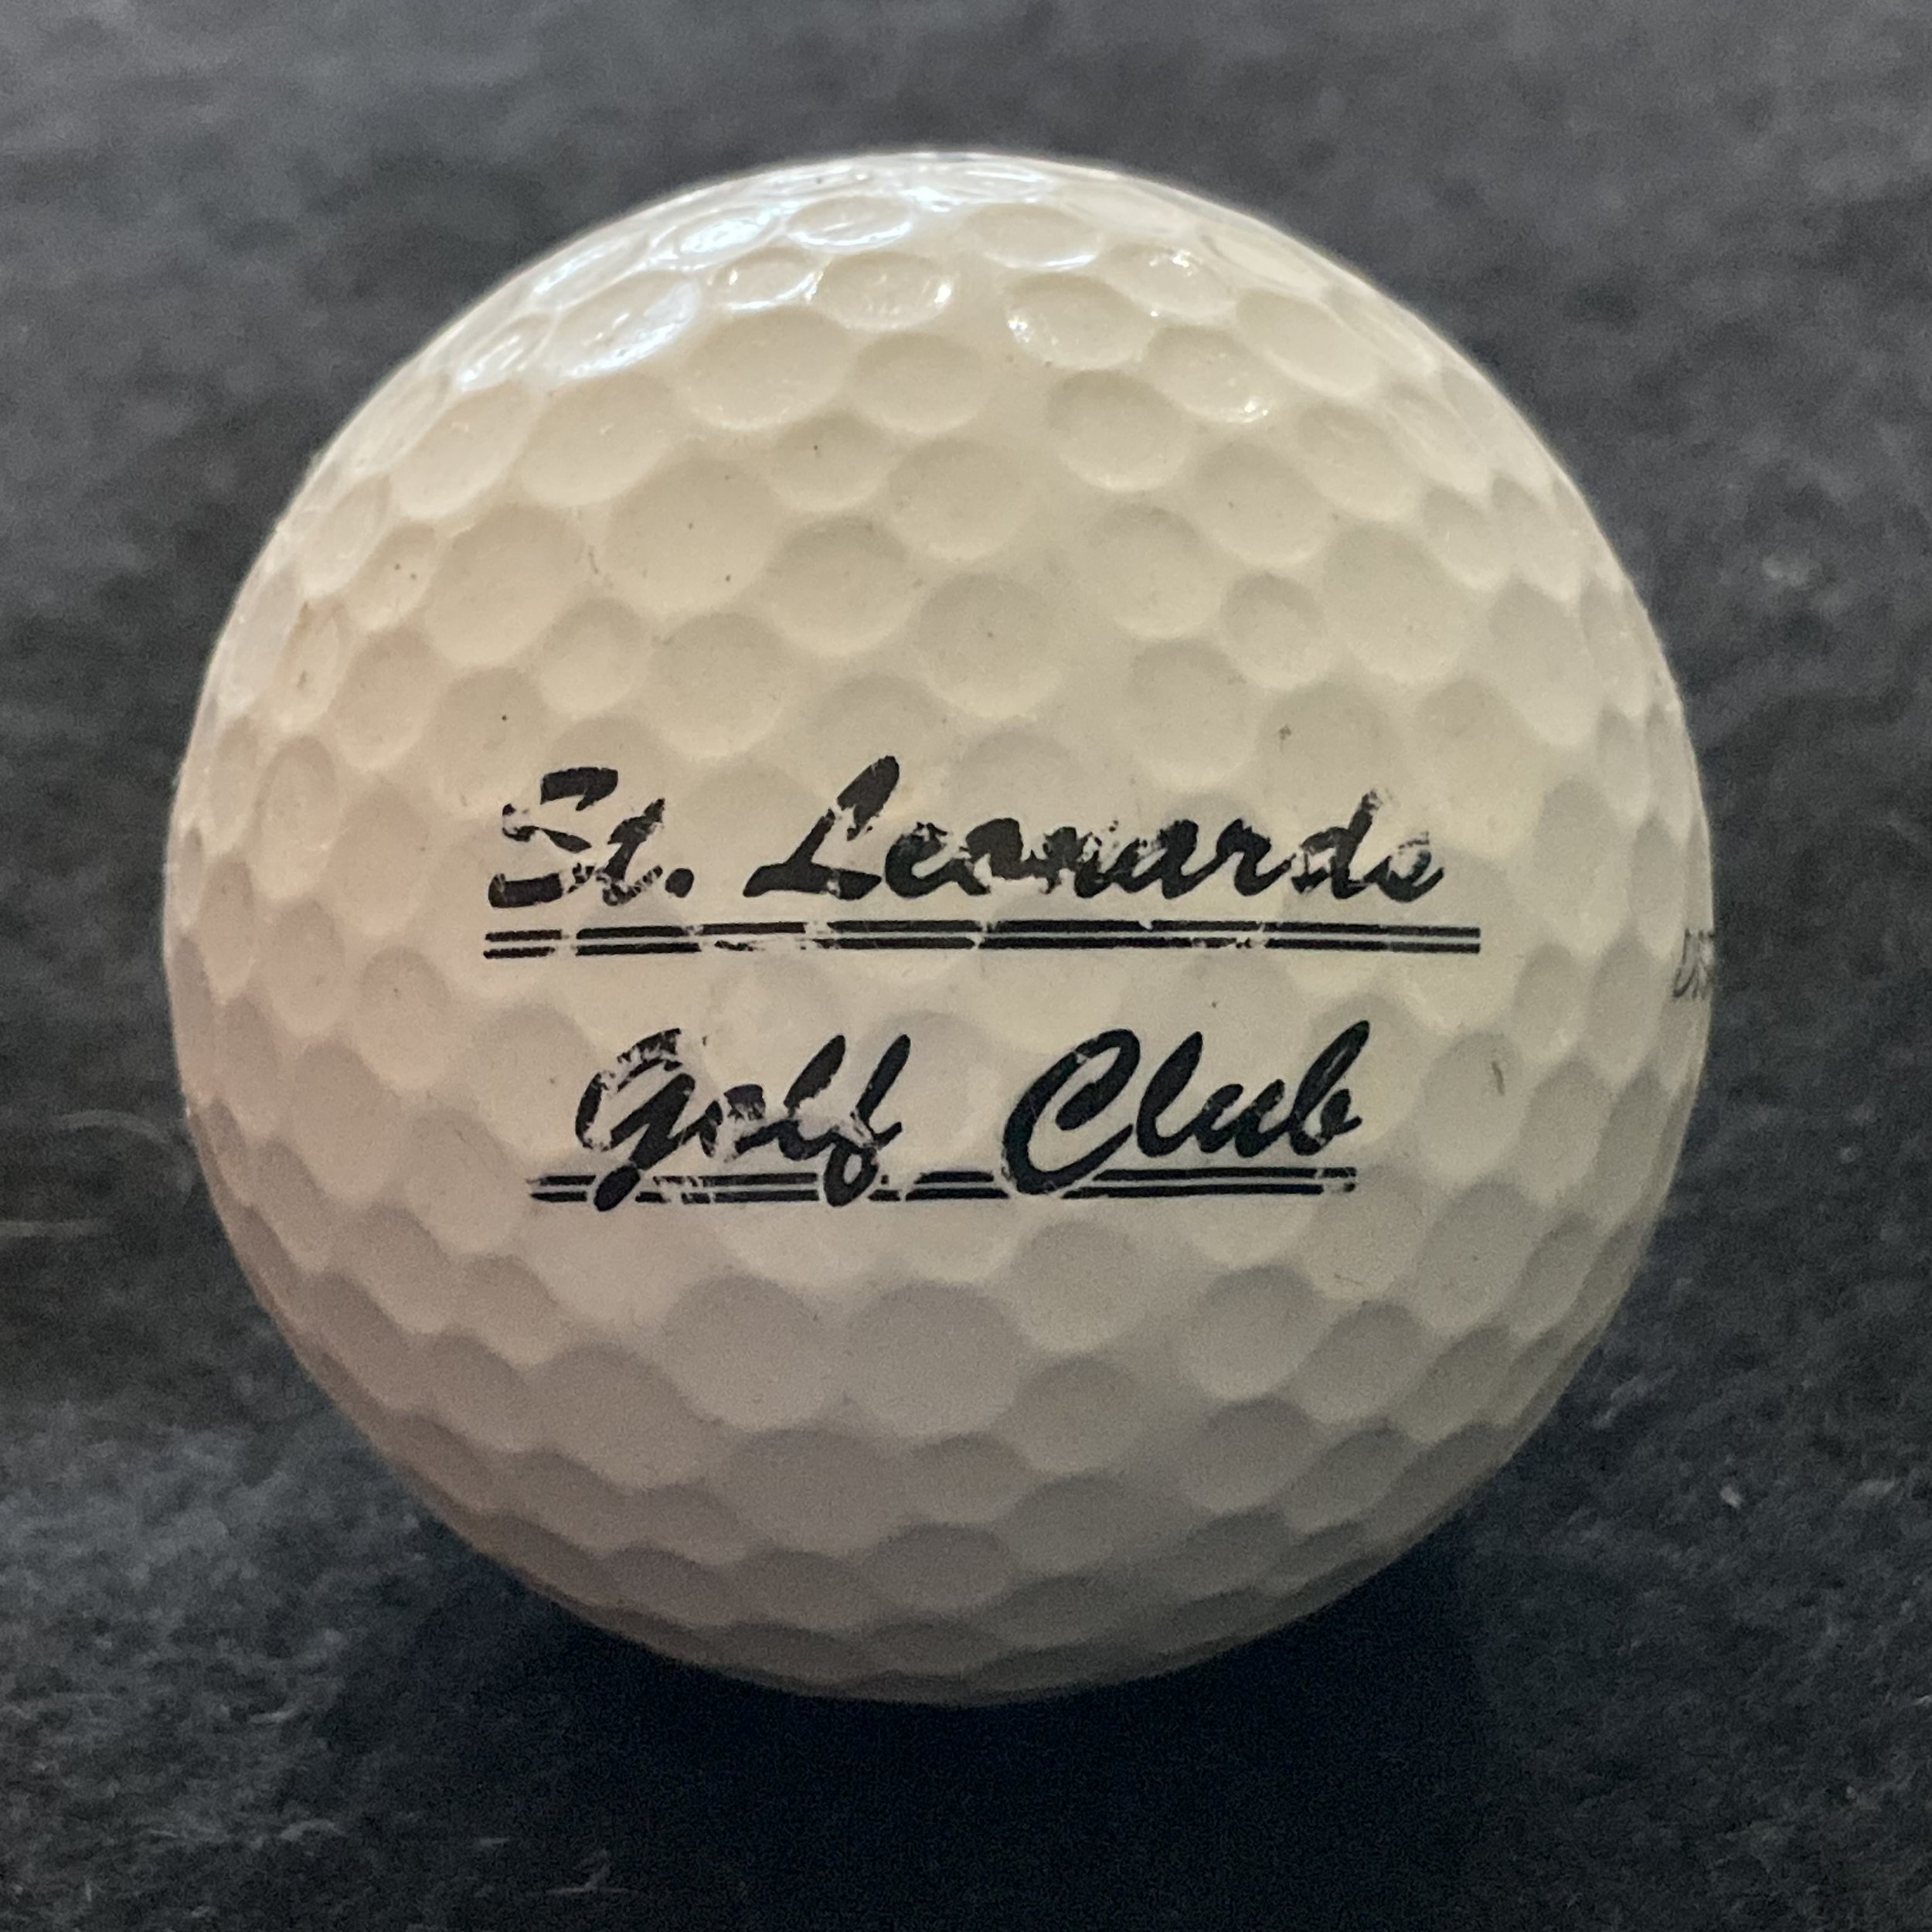 St. Leonards
Golf Club